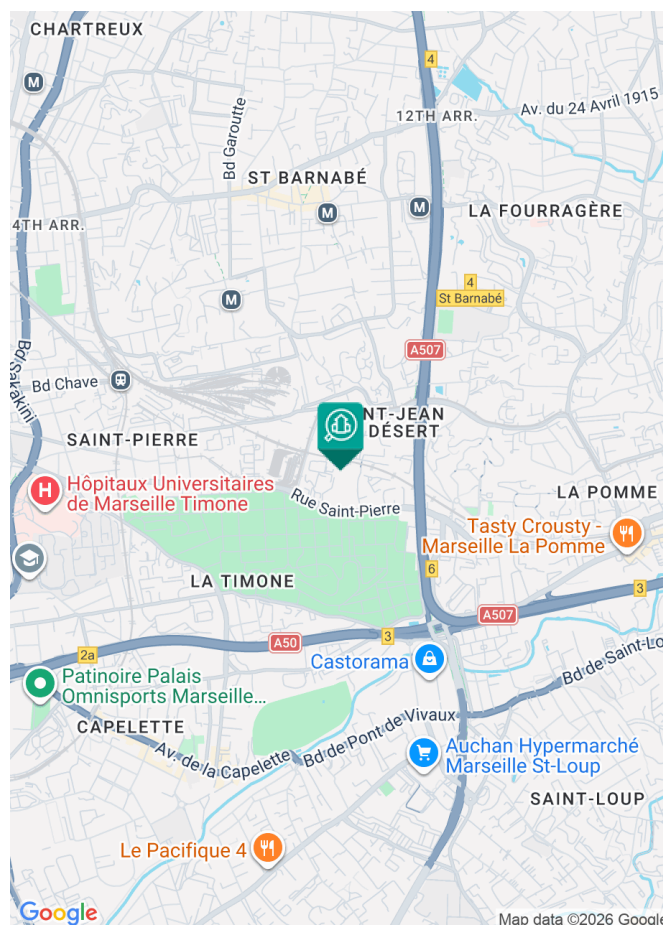 CHARTREUX
M
4
Av. du 24 Avril 1915
12TH ARR.
Bd Garoutte
ST BARNABÉ
M
M
LA FOURRAGÈRE
4TH ARR.
4
St Barnabé
M
A507
Bd Sakakini
Bd Chave
NT-JEAN
DÉSERT
SAINT-PIERRE
H
Hôpitaux Universitaires
de Marseille Timone
Rue Saint-Pierre
LA POMME
Tasty Crousty -
Marseille La Pomme
LA TIMONE
6
3
A507
3
A50
2a
Castorama
Bd de Saint-Lo
Patinoire Palais
Omnisports Marseille...
CAPELETTE
Av. de la Capelette
Bd de Pont de Vivaux
Auchan Hypermarché
Marseille St-Loup
SAINT-LOUP
Le Pacifique 4
Google
Map data ©2026 Google